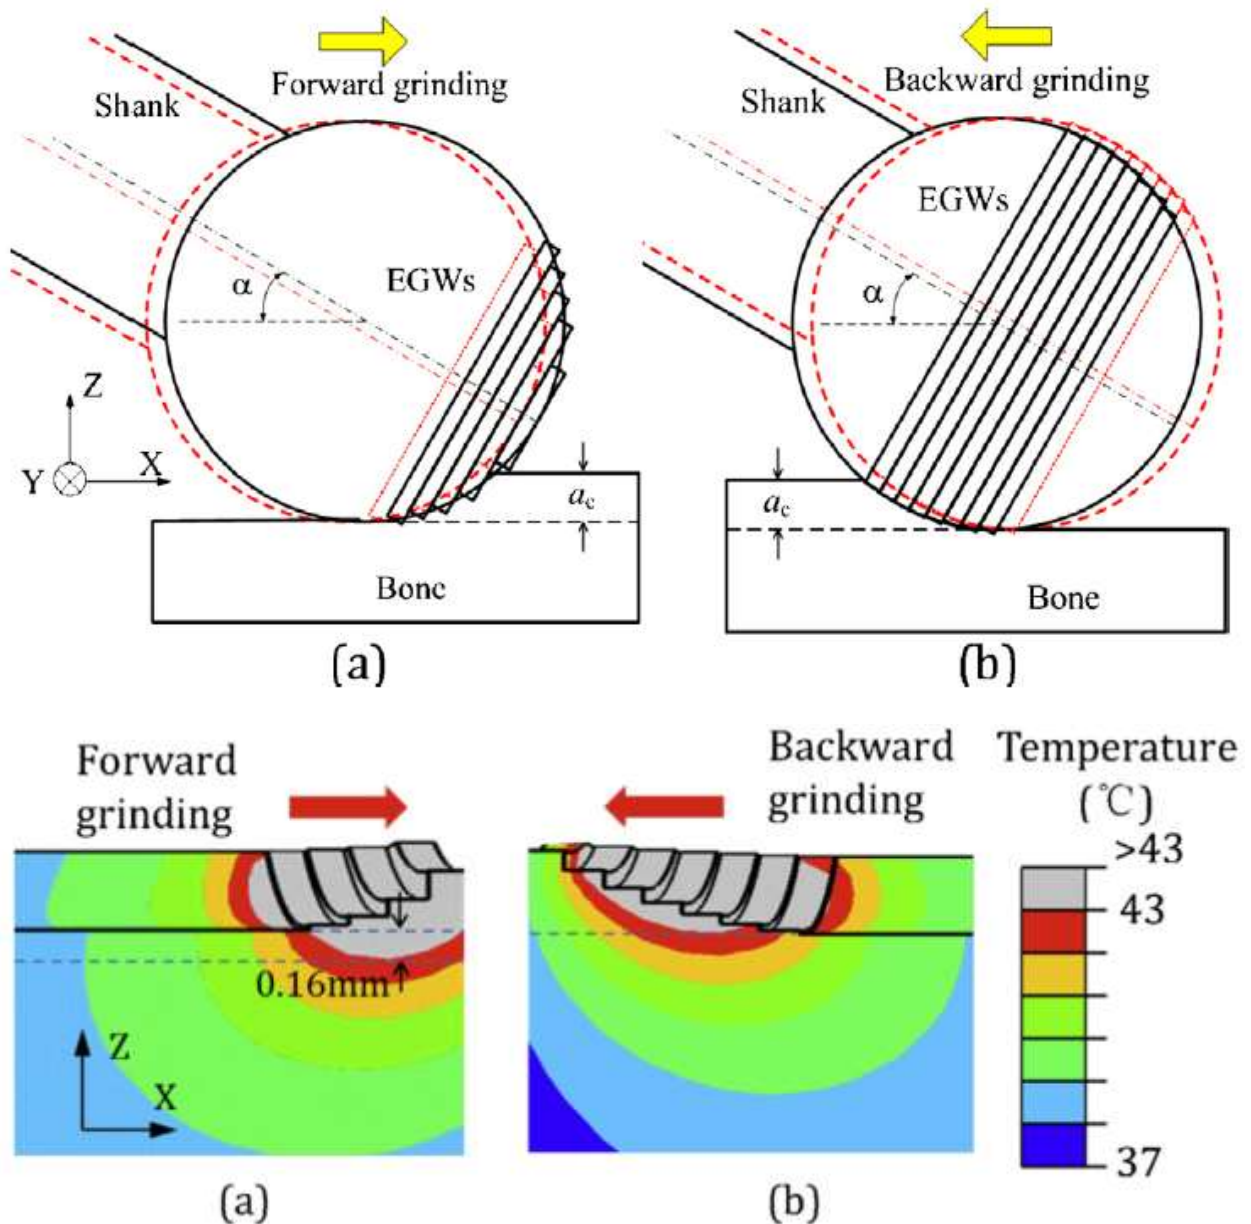 Forward grinding
Shank
EGWs
α
Z
Y
X
a_c
Bone
(a)
Backward grinding
Shank
EGWs
α
a_c
Bone
(b)
Forward
grinding
0.16mm
Z
X
(a)
Backward
grinding
(b)
Temperature
(℃)
>43
43
37